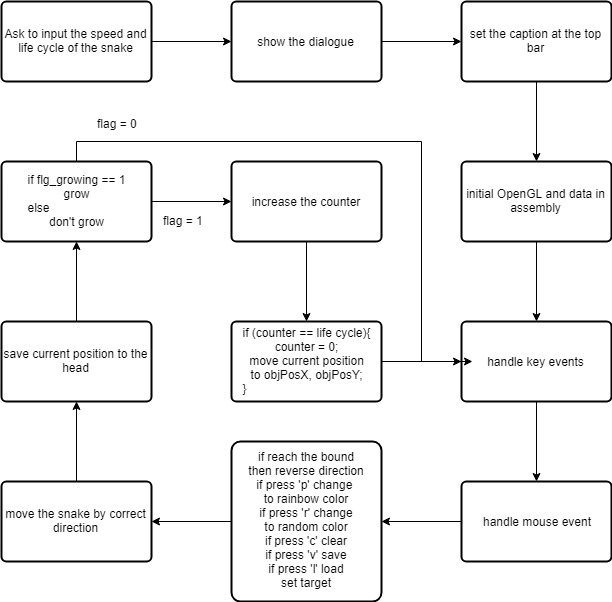 Ask to input the speed and
life cycle of the snake
show the dialogue
set the caption at the top
bar
flag = 0
if flg_growing == 1
grow
else
don't grow
flag = 1
increase the counter
initial OpenGL and data in
assembly
save current position to the
head
if (counter == life cycle){
counter = 0;
move current position
to objPosX, objPosY;
}
handle key events
move the snake by correct
direction
if reach the bound
then reverse direction
if press 'p' change
to rainbow color
if press 'r' change
to random color
if press 'c' clear
if press 'v' save
if press 'l' load
set target
handle mouse event